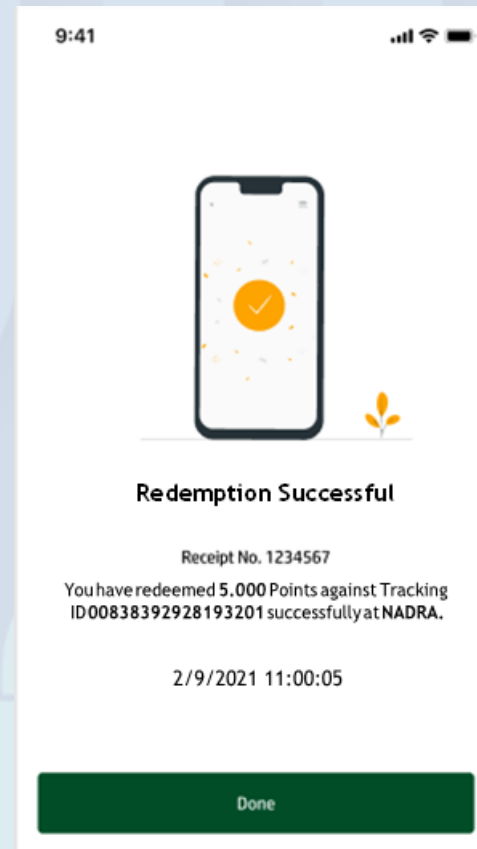 9:41
Redemption Successful
Receipt No. 1234567
You have redeemed 5.000 Points against Tracking
ID00838392928193201 successfully at NADRA.
2/9/2021 11:00:05
Done